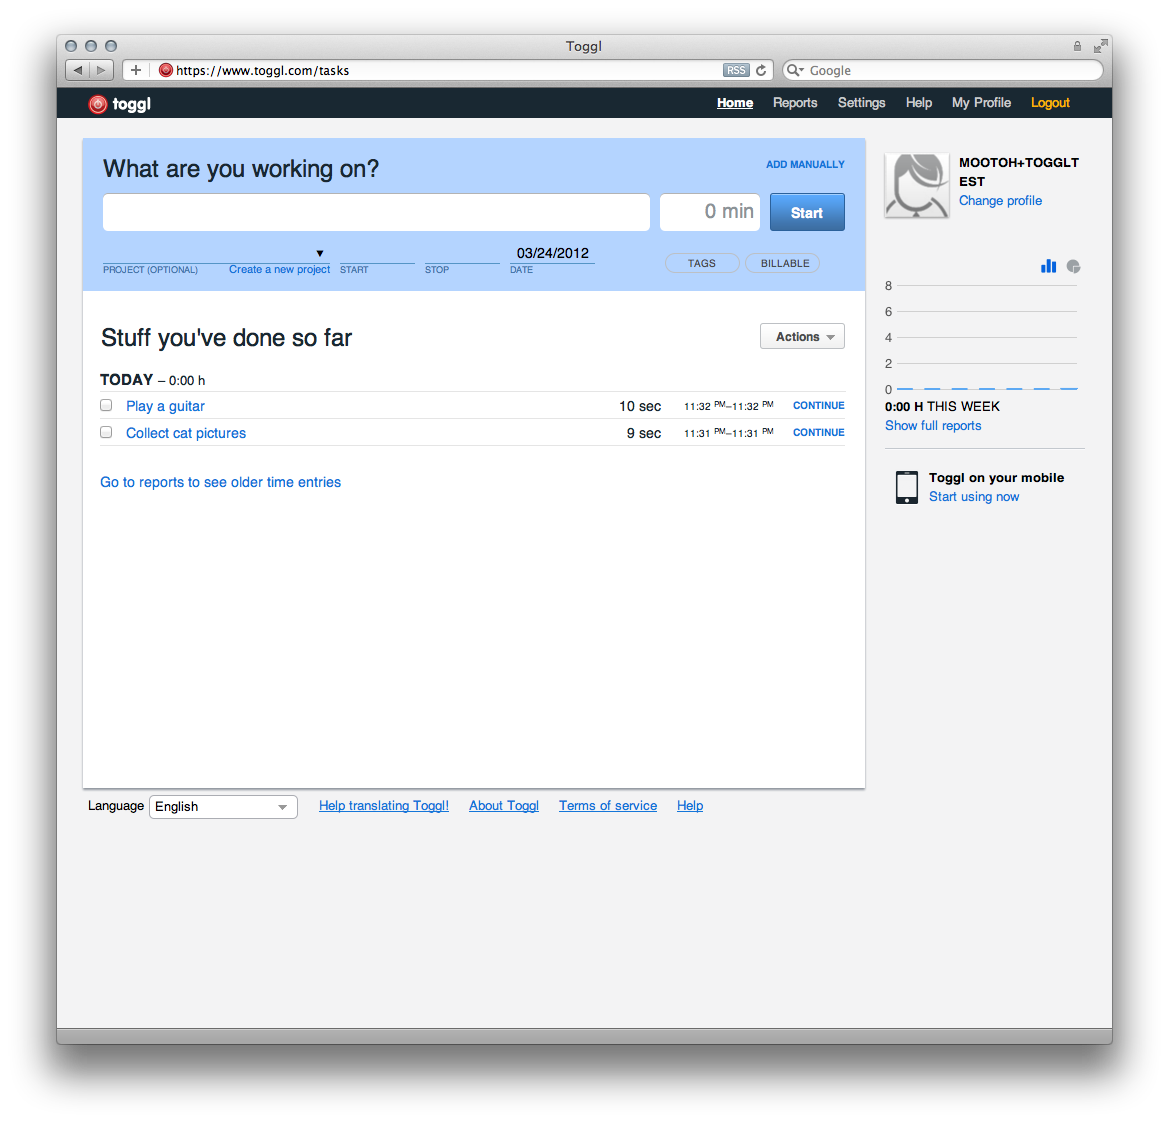 Toggl
https://www.toggl.com/tasks
RSS
Google
toggl
Home Reports Settings Help My Profile Logout
What are you working on?
ADD MANUALLY
0 min
Start
03/24/2012
PROJECT (OPTIONAL) Create a new project START STOP DATE
TAGS BILLABLE
Stuff you've done so far
Actions
TODAY – 0:00 h
Play a guitar 10 sec 11:32 PM–11:32 PM CONTINUE
Collect cat pictures 9 sec 11:31 PM–11:31 PM CONTINUE
Go to reports to see older time entries
MOOTOH+TOGGLT
EST
Change profile
8
6
4
2
0
0:00 H THIS WEEK
Show full reports
Toggl on your mobile
Start using now
Language English Help translating Toggl! About Toggl Terms of service Help